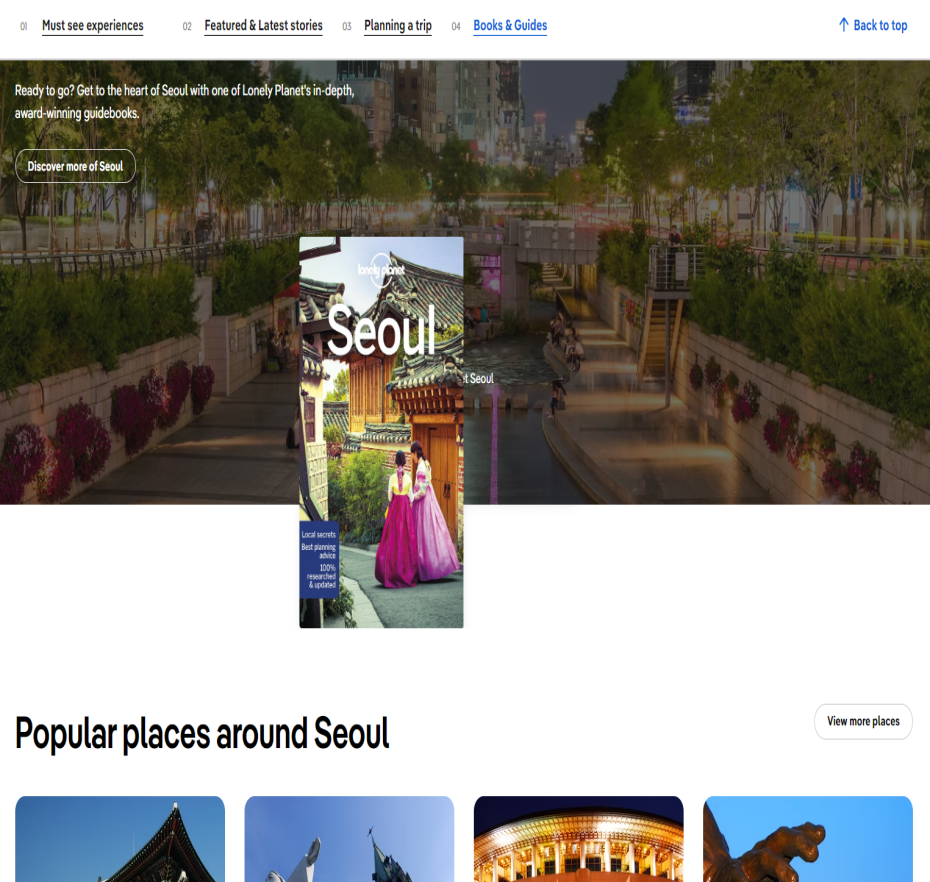 01 Must see experiences 02 Featured & Latest stories 03 Planning a trip 04 Books & Guides ↑ Back to top
Ready to go? Get to the heart of Seoul with one of Lonely Planet's in-depth,
award-winning guidebooks.
Discover more of Seoul
lonely planet
Seoul
t Seoul
Local secrets
Best planning
advice
100%
researched
& updated
Popular places around Seoul
View more places